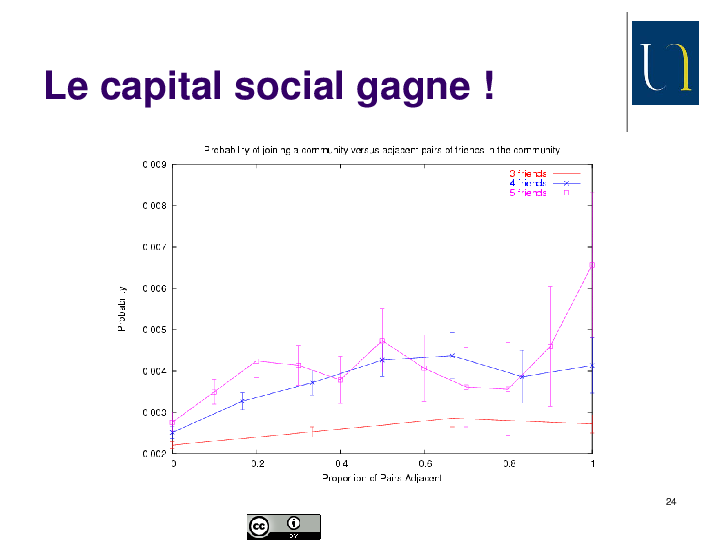 Le capital social gagne !
Probability of joining a community versus adjacent pairs of friends in the community
3 friends
4 friends
5 friends
0.009
0.008
0.007
0.006
0.005
0.004
0.003
0.002
Probability
0 0.2 0.4 0.6 0.8 1
Proportion of Pairs Adjacent
24
cc BY